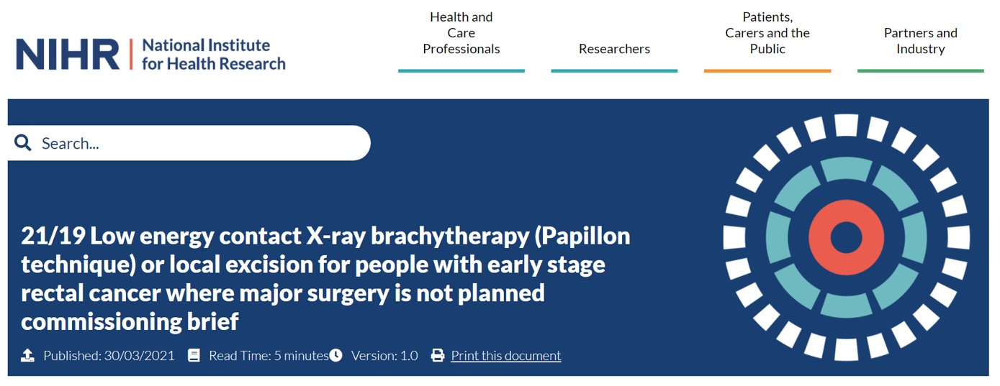 NIHR | National Institute
for Health Research
Health and
Care
Professionals
Researchers
Patients,
Carers and the
Public
Partners and
Industry
Search...
21/19 Low energy contact X-ray brachytherapy (Papillon
technique) or local excision for people with early stage
rectal cancer where major surgery is not planned
commissioning brief
Published: 30/03/2021 Read Time: 5 minutes Version: 1.0 Print this document